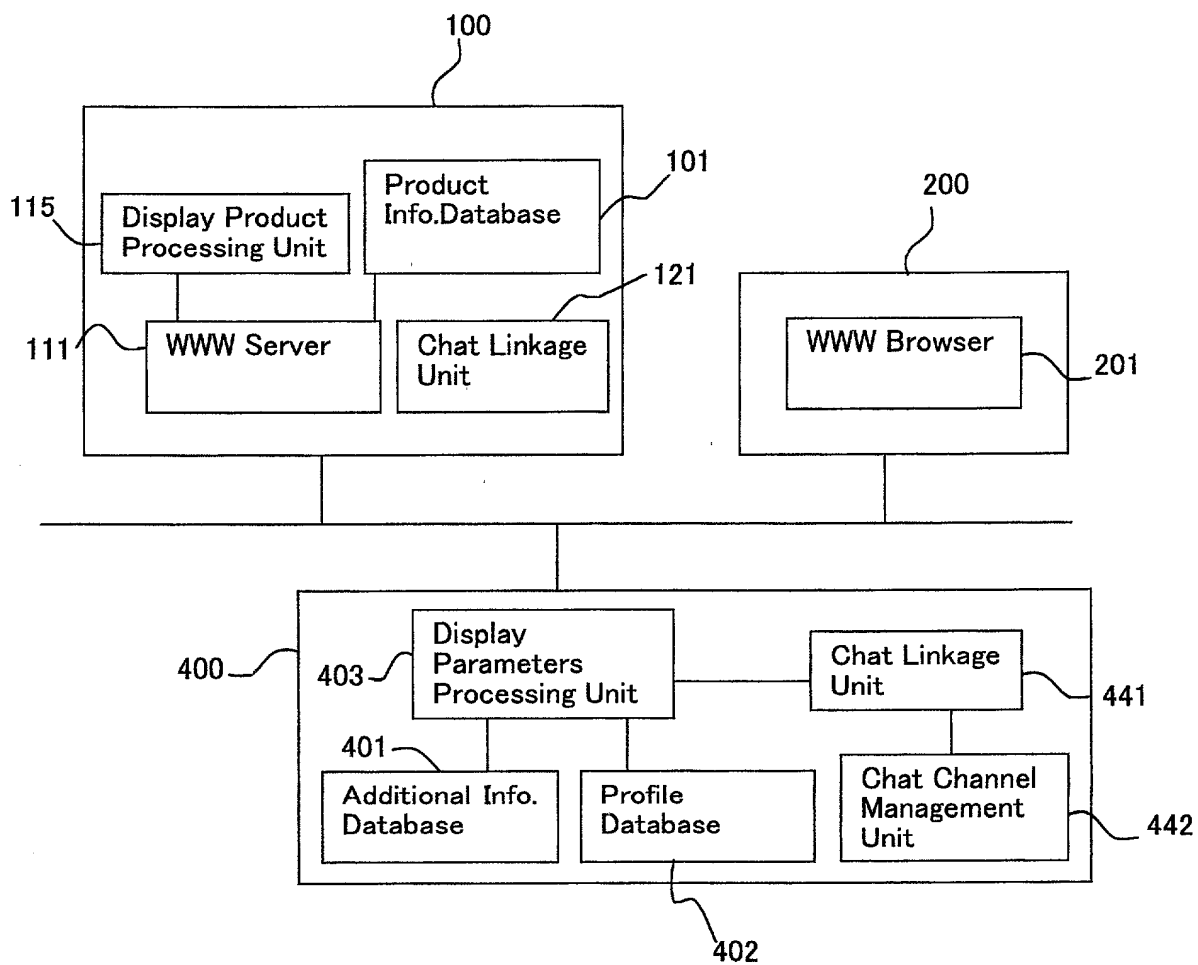 100
115
Display Product
Processing Unit
Product
Info.Database
101
200
121
111
WWW Server
Chat Linkage
Unit
WWW Browser
201
400
403
Display
Parameters
Processing Unit
Chat Linkage
Unit
441
401
Additional Info.
Database
Profile
Database
Chat Channel
Management
Unit
442
402